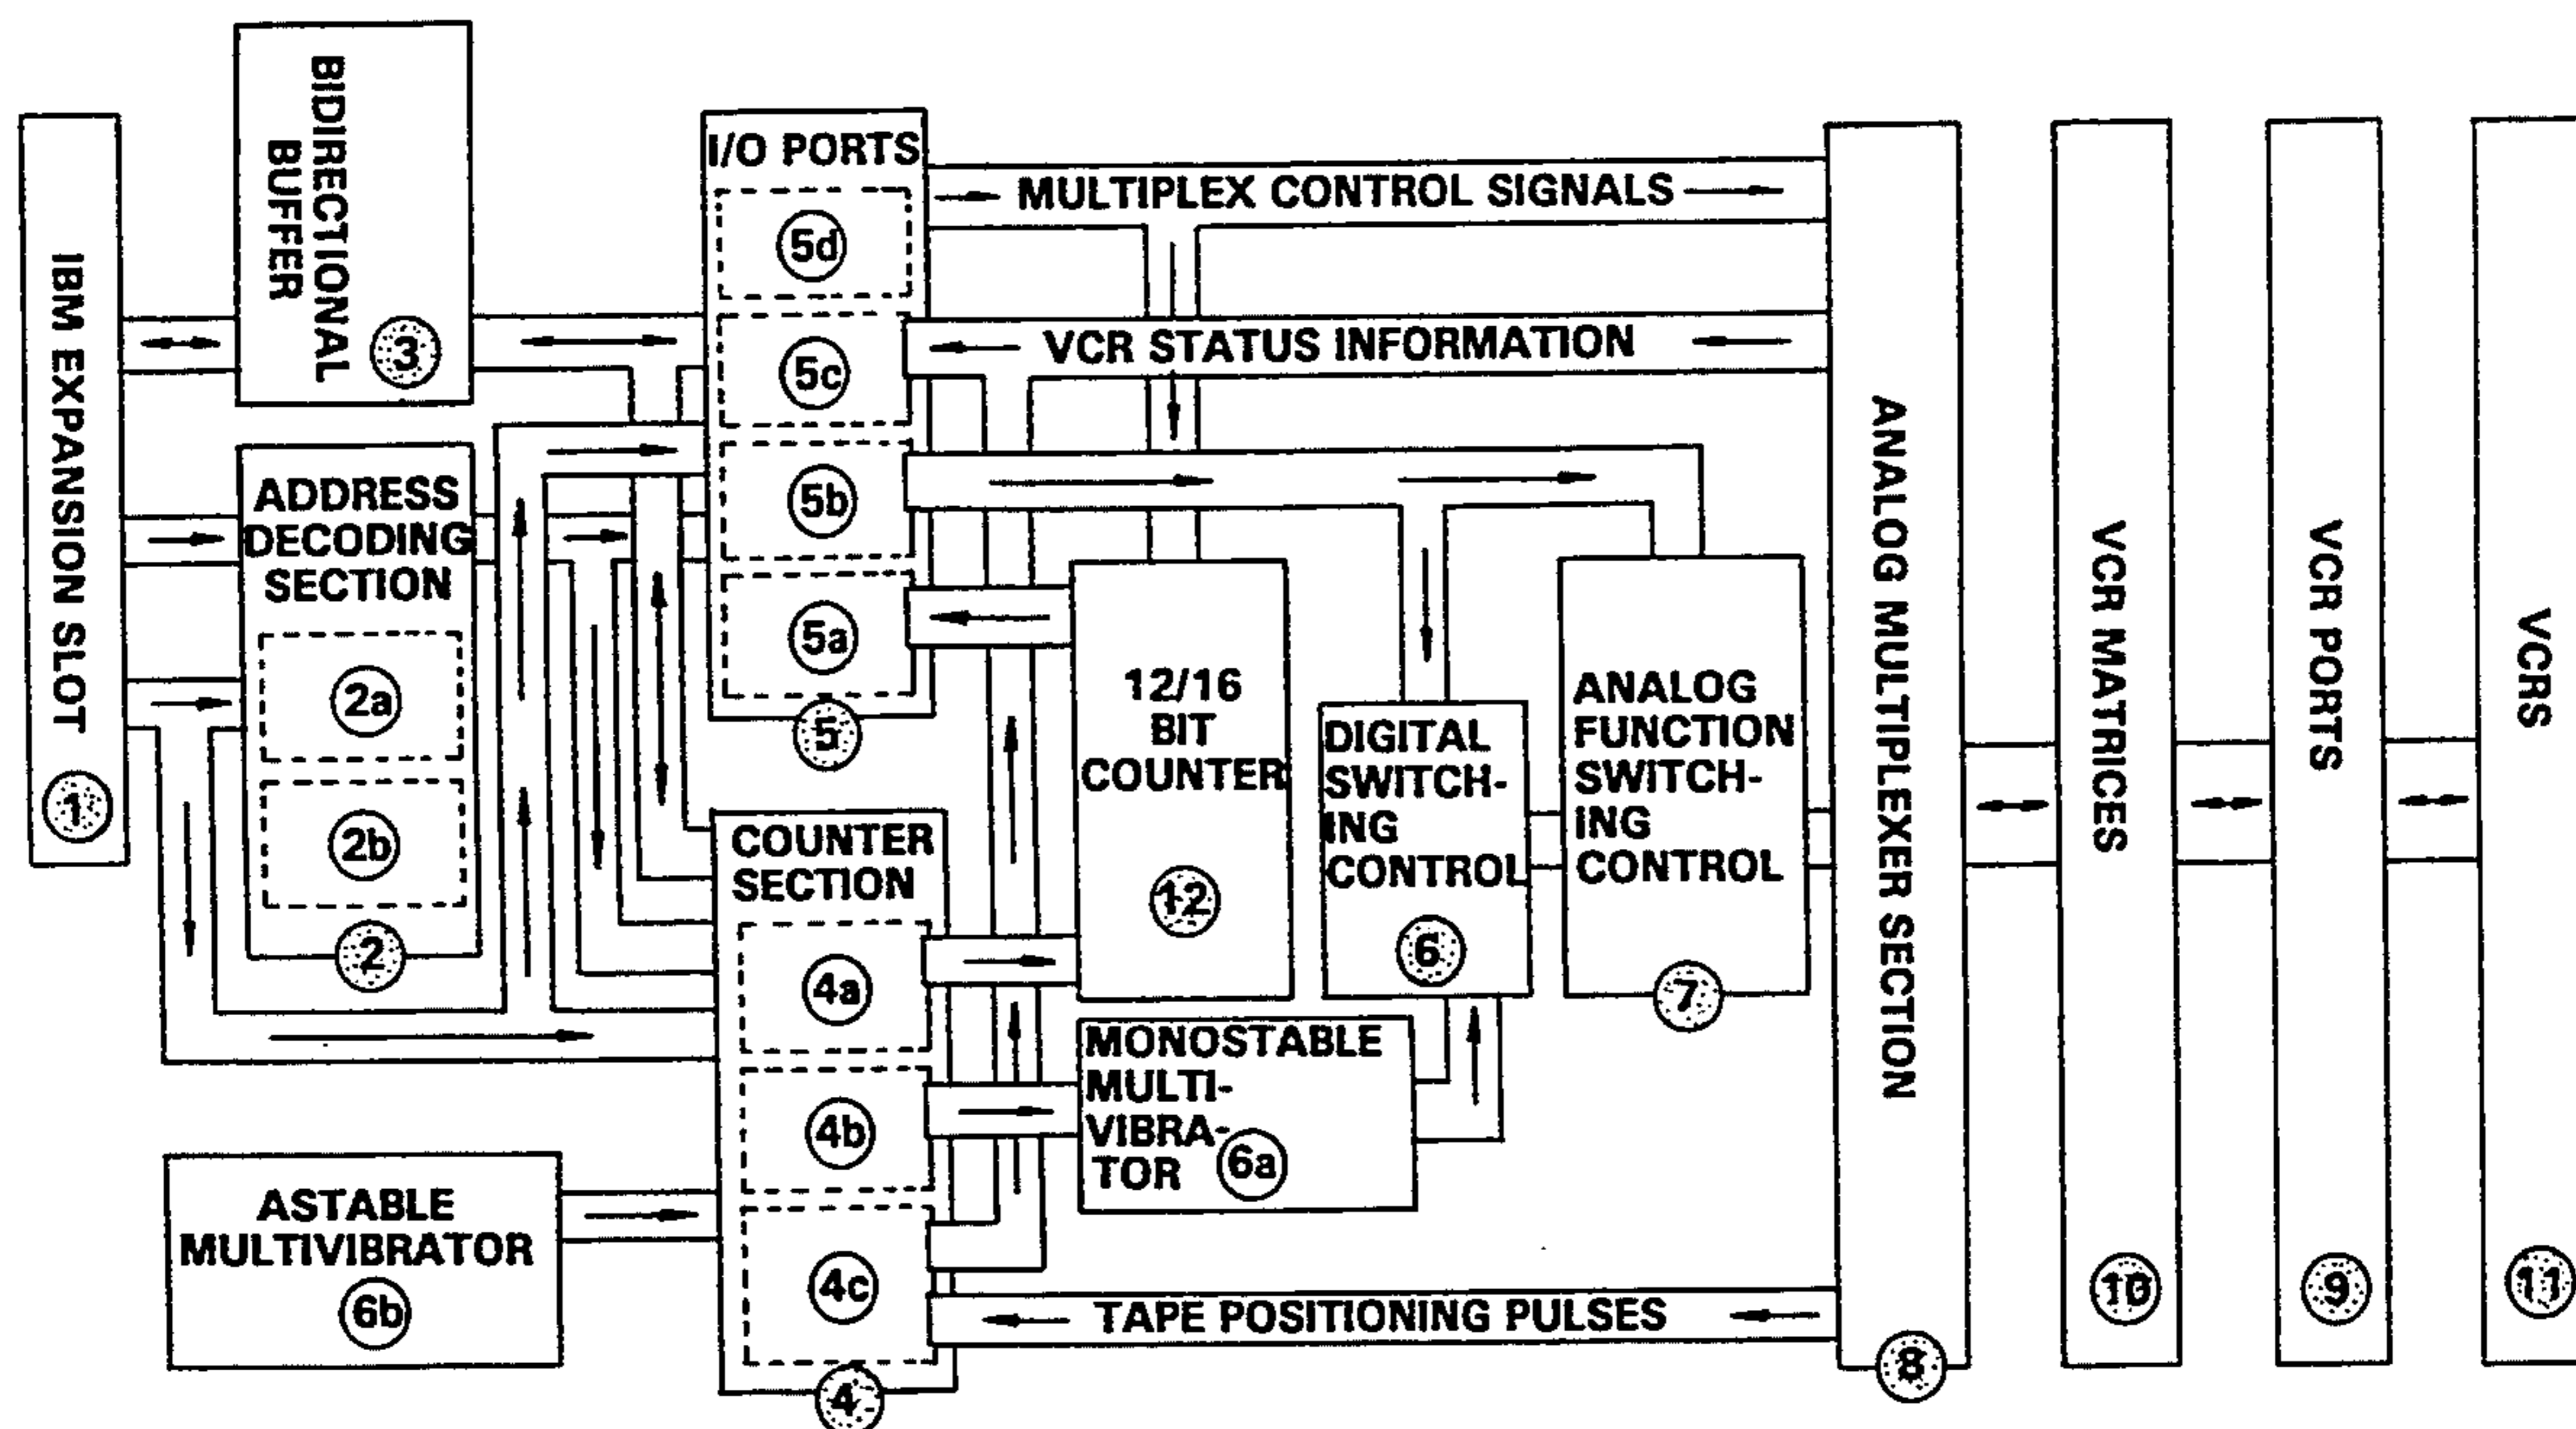 IBM EXPANSION SLOT
1
BIDIRECTIONAL
BUFFER
3
ADDRESS
DECODING
SECTION
2a
2b
2
I/O PORTS
5d
5c
5b
5a
5
MULTIPLEX CONTROL SIGNALS
VCR STATUS INFORMATION
12/16
BIT
COUNTER
12
DIGITAL
SWITCH-
ING
CONTROL
6
ANALOG
FUNCTION
SWITCH-
ING
CONTROL
7
COUNTER
SECTION
4a
4b
4c
4
MONOSTABLE
MULTI-
VIBRA-
TOR 6a
ASTABLE
MULTIVIBRATOR
6b
TAPE POSITIONING PULSES
ANALOG MULTIPLEXER SECTION
8
VCR MATRICES
10
VCR PORTS
9
VCRS
11